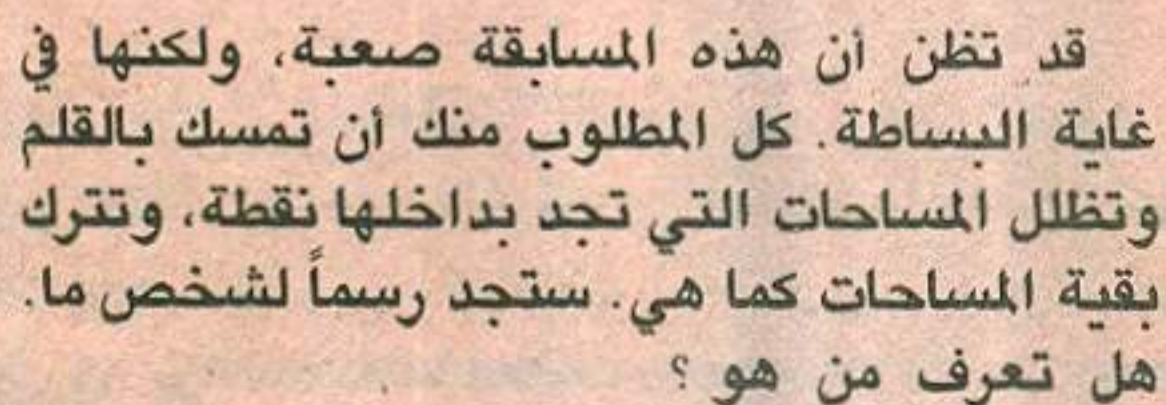 قد تظن أن هذه المسابقة صعبة، ولكنها في
غاية البساطة. كل المطلوب منك أن تمسك بالقلم
وتظلل المساحات التي تجد بداخلها نقطة، وتترك
بقية المساحات كما هي. ستجد رسماً لشخص ما.
هل تعرف من هو ؟